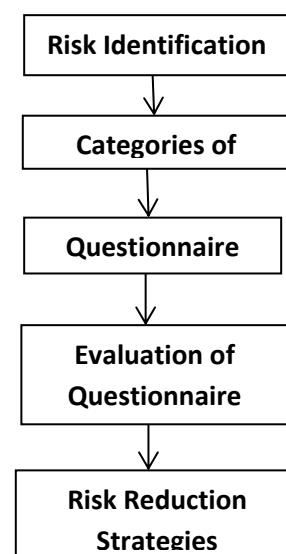 Risk Identification
Categories of
Questionnaire
Evaluation of
Questionnaire
Risk Reduction
Strategies